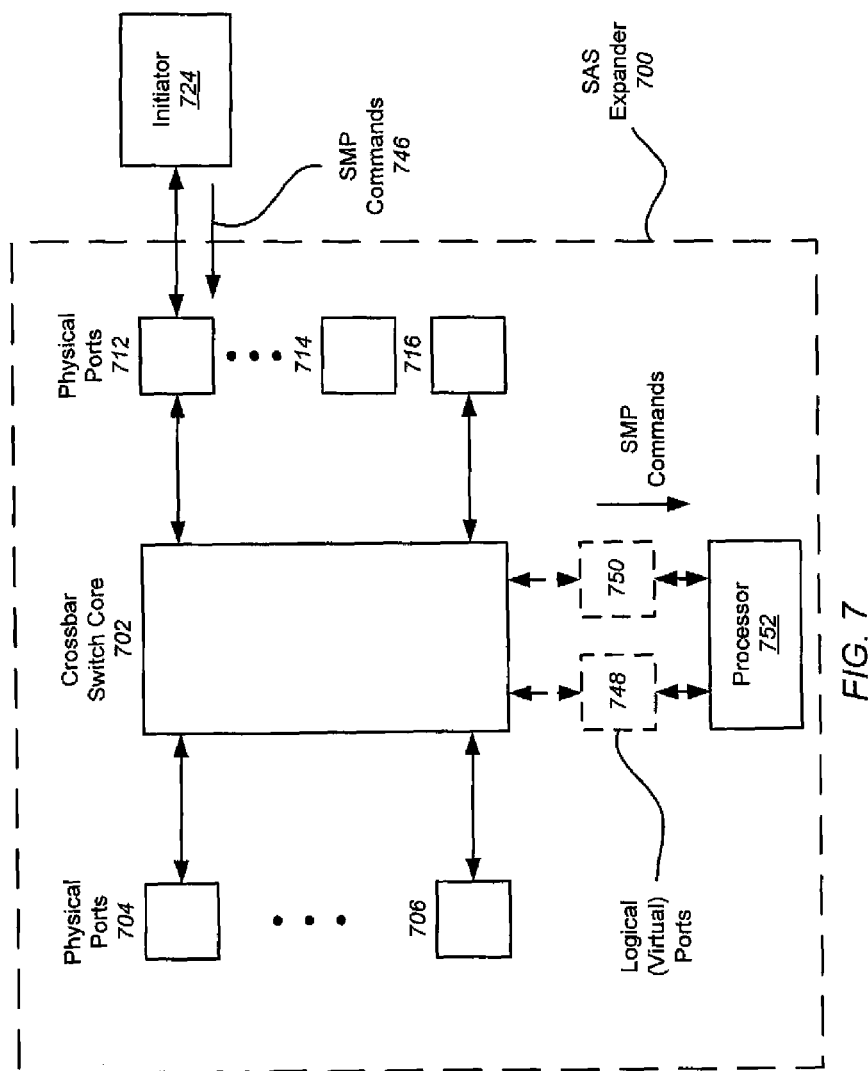 Initiator
724
SMP
Commands
746
SAS
Expander
700
Physical
Ports
712
714
716
Crossbar
Switch Core
702
SMP
Commands
750
748
Processor
752
Physical
Ports
704
706
Logical
(Virtual)
Ports
FIG. 7